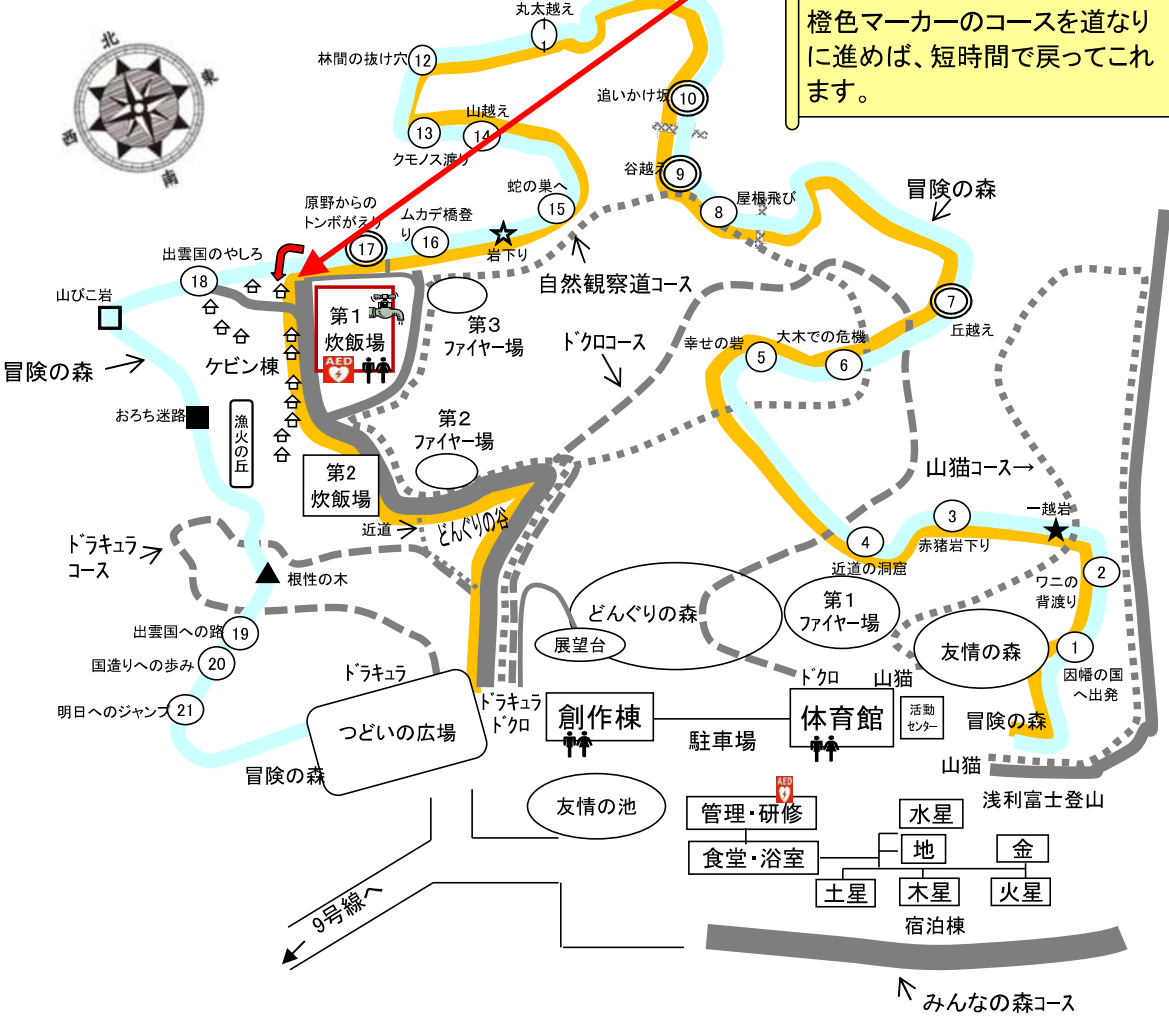 丸太越え
1
橙色マーカーのコースを道なり
に進めば、短時間で戻ってこれ
ます。
北
東
西
南
林間の抜け穴
12
追いかけ坂
10
山越え
14
13
クモノス渡り
谷越え
9
蛇の巣へ
15
8
屋根飛び
冒険の森
原野からの
トンボがえり
17
ムカデ橋登
り
16
岩下り
出雲国のやしろ
18
自然観察道コース
山びこ岩
第1
炊飯場
AED
第3
ファイヤー場
7
丘越え
ドクロコース
幸せの砦
5
大木での危機
6
冒険の森
ケビン棟
おろち迷路
漁火の丘
第2
ファイヤー場
第2
炊飯場
山猫コース→
近道
どんぐりの谷
3
赤猪岩下り
一越岩
4
近道の洞窟
2
ワニの
背渡り
ドラキュラ
コース
根性の木
どんぐりの森
第1
ファイヤー場
展望台
友情の森
1
因幡の国
へ出発
出雲国への路
19
国造りへの歩み
20
明日へのジャンプ
21
ドラキュラ
つどいの広場
ドラキュラ
ドクロ
創作棟
駐車場
ドクロ
体育館
山猫
活動
センター
冒険の森
冒険の森
山猫
浅利富士登山
友情の池
AED
管理・研修
食堂・浴室
水星
地
金
土星
木星
火星
宿泊棟
9号線へ
みんなの森コース